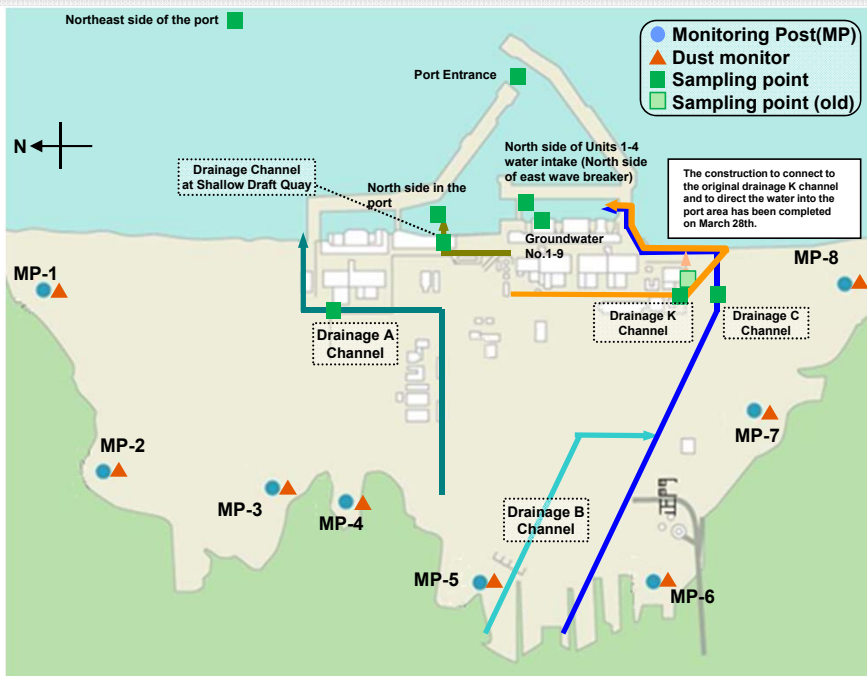 Northeast side of the port
Monitoring Post(MP)
Dust monitor
Sampling point
Sampling point (old)
Port Entrance
N
Drainage Channel
at Shallow Draft Quay
North side of Units 1-4
water intake (North side
of east wave breaker)
The construction to connect to
the original drainage K channel
and to direct the water into the
port area has been completed
on March 28th.
North side in the
port
Groundwater
No.1-9
MP-1
MP-8
Drainage A
Channel
Drainage K
Channel
Drainage C
Channel
MP-7
MP-2
MP-3
MP-4
Drainage B
Channel
MP-5
MP-6